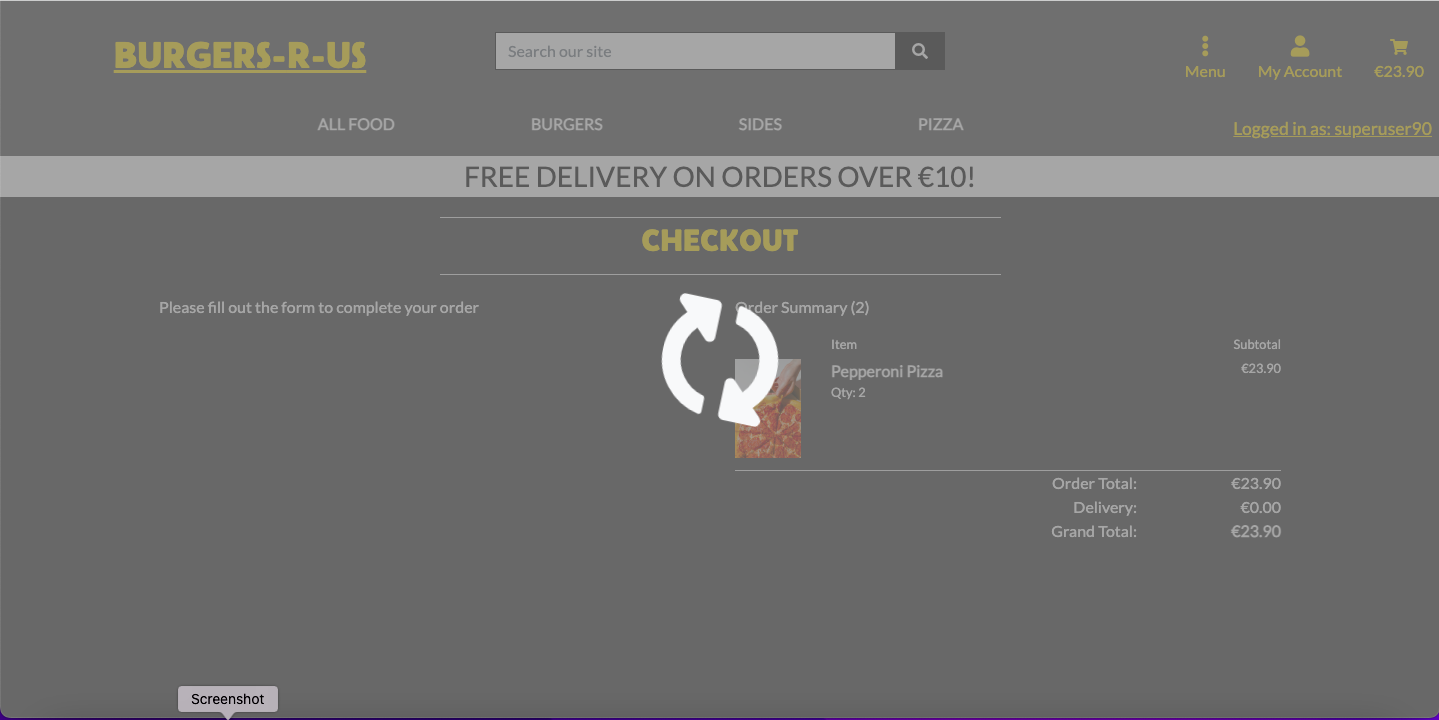 BURGERS-R-US
Search our site
Menu
My Account
€23.90
ALL FOOD
BURGERS
SIDES
PIZZA
Logged in as: superuser90
FREE DELIVERY ON ORDERS OVER €10!
CHECKOUT
Please fill out the form to complete your order
Order Summary (2)
Item
Subtotal
Pepperoni Pizza
€23.90
Qty: 2
Order Total: €23.90
Delivery: €0.00
Grand Total: €23.90
Screenshot